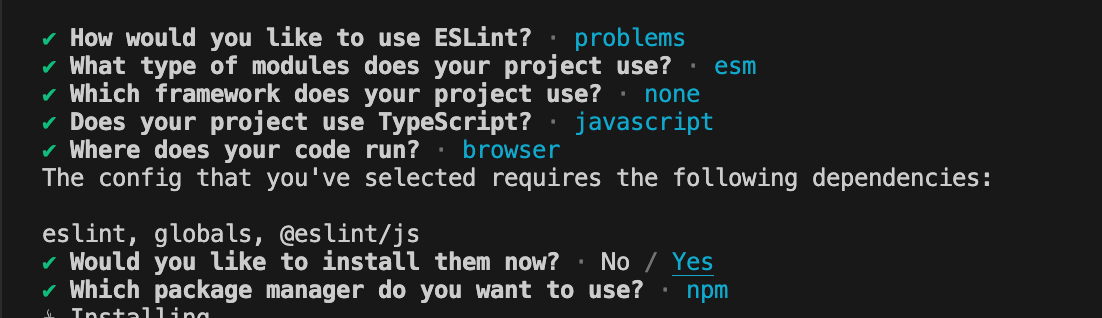 ✔ How would you like to use ESLint? · problems
✔ What type of modules does your project use? · esm
✔ Which framework does your project use? · none
✔ Does your project use TypeScript? · javascript
✔ Where does your code run? · browser
The config that you've selected requires the following dependencies:
eslint, globals, @eslint/js
✔ Would you like to install them now? · No / Yes
✔ Which package manager do you want to use? · npm
☕️Installing...